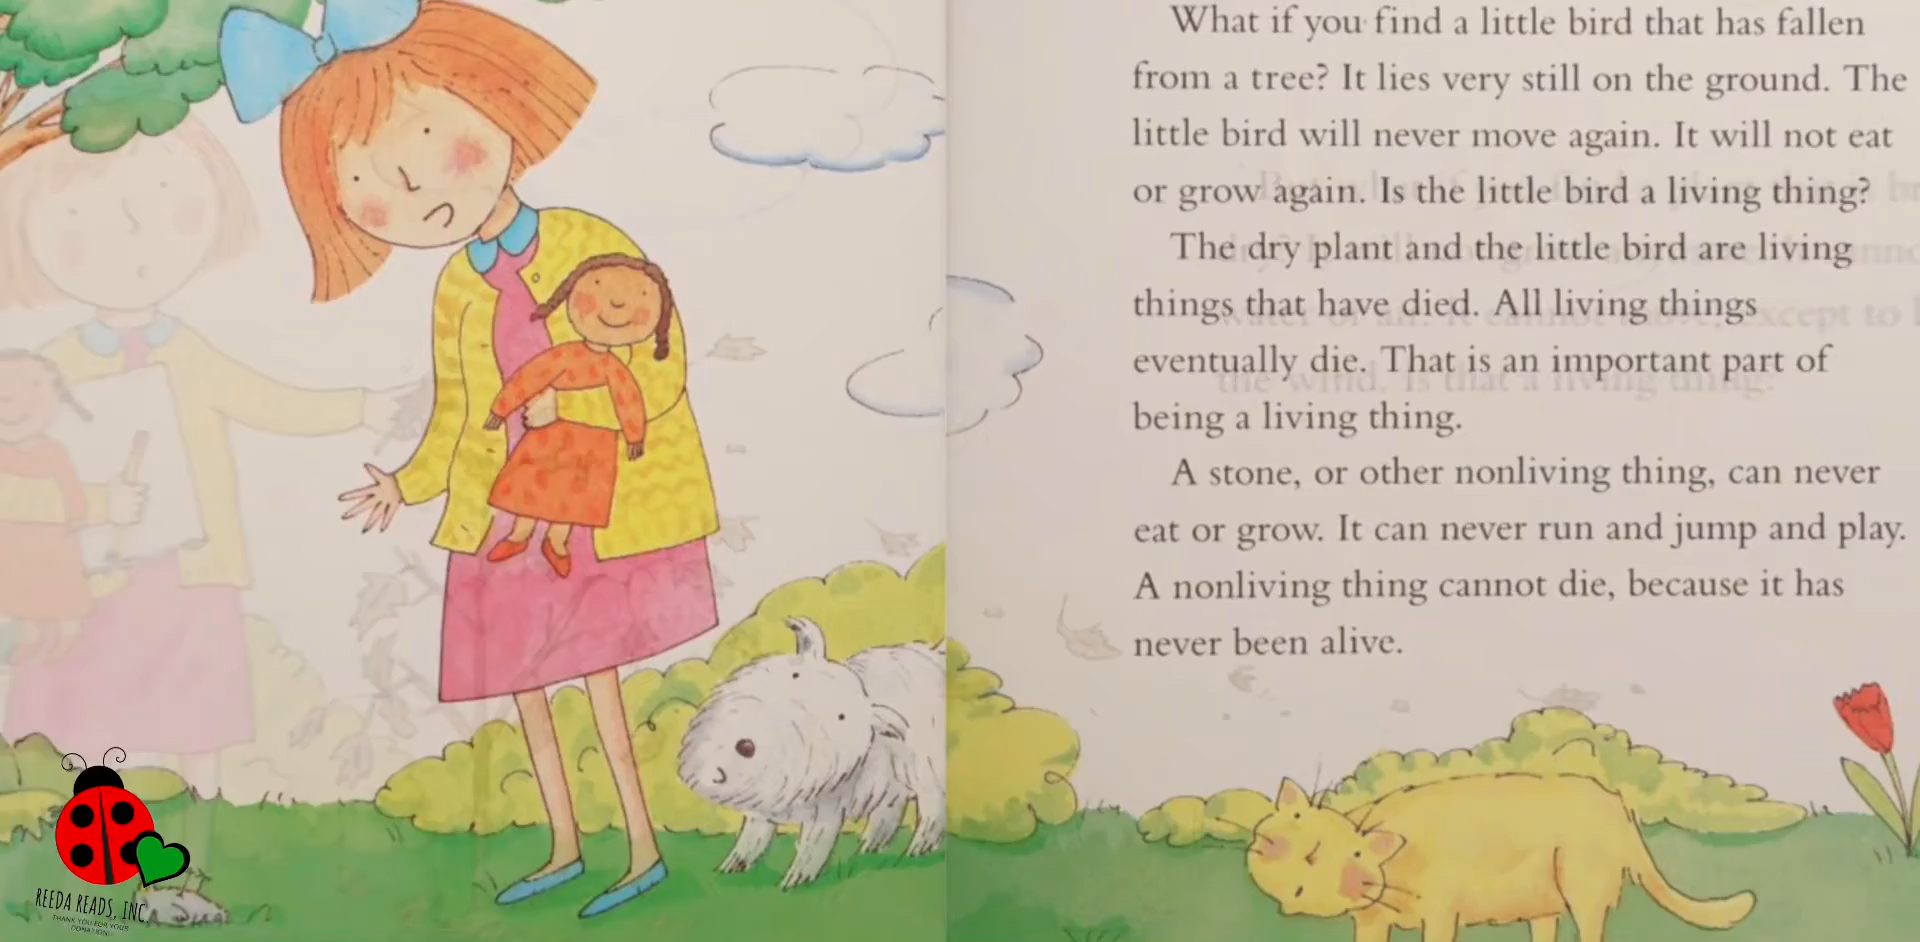 What if you find a little bird that has fallen
from a tree? It lies very still on the ground. The
little bird will never move again. It will not eat
or grow again. Is the little bird a living thing?
The dry plant and the little bird are living
things that have died. All living things
eventually die. That is an important part of
being a living thing.
A stone, or other nonliving thing, can never
eat or grow. It can never run and jump and play.
A nonliving thing cannot die, because it has
never been alive.
REEDA READS, INC.
THANK YOU FOR YOUR
DONATION!